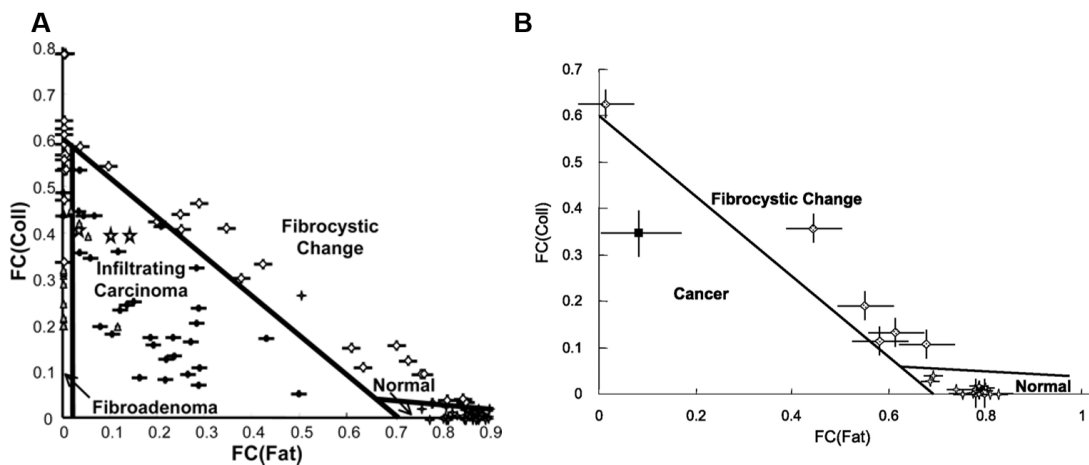 A
0.8
0.7
0.6
0.5
0.4
0.3
0.2
0.1
0
FC(Coll)
Fibrocystic
Change
Infiltrating
Carcinoma
Normal
Fibroadenoma
0 0.1 0.2 0.3 0.4 0.5 0.6 0.7 0.8 0.9
FC(Fat)
B
0.7
0.6
0.5
0.4
0.3
0.2
0.1
0
FC(Coll)
Fibrocystic Change
Cancer
Normal
0 0.2 0.4 0.6 0.8 1
FC(Fat)